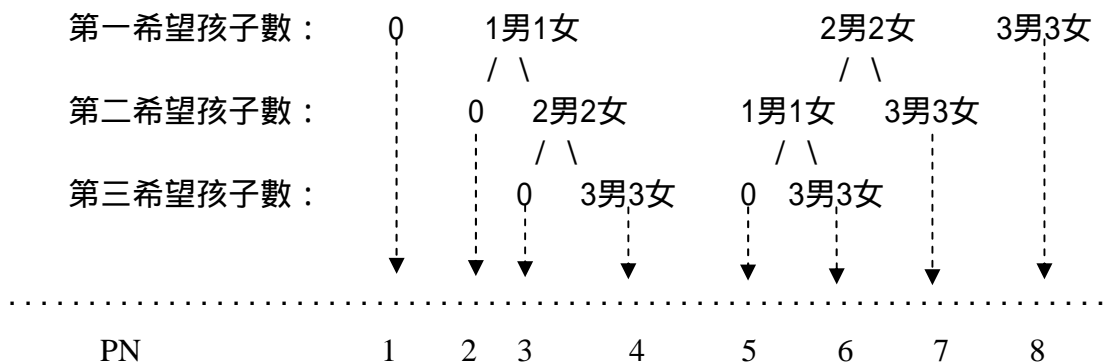 第一希望孩子數： 0 1男1女 2男2女 3男3女
/ \ / \
第二希望孩子數： 0 2男2女 1男1女 3男3女
/ \ / \
第三希望孩子數： 0 3男3女 0 3男3女
PN 1 2 3 4 5 6 7 8